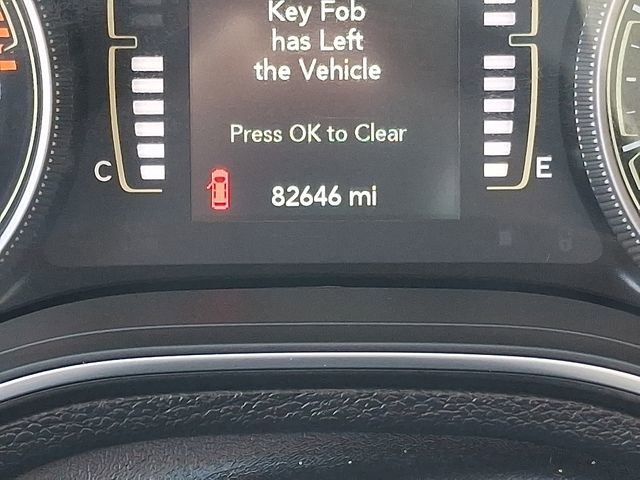 Key Fob
has Left
the Vehicle
Press OK to Clear
C
E
82646 mi